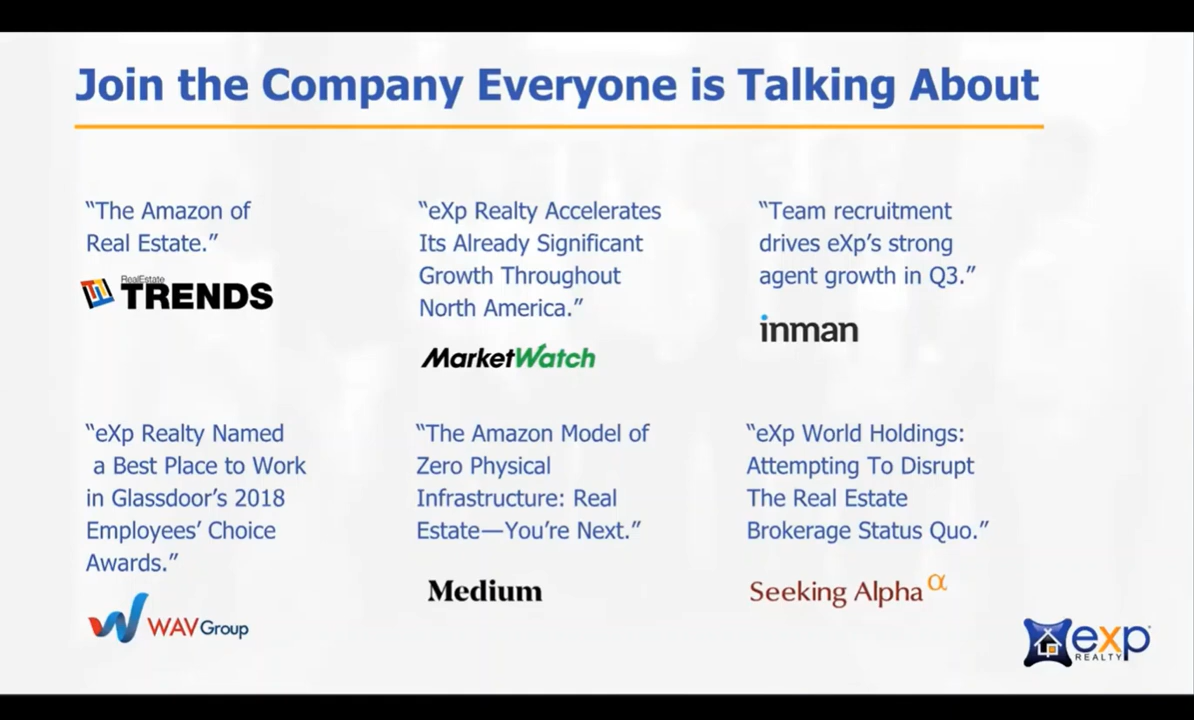 Join the Company Everyone is Talking About
“The Amazon of
Real Estate.”
RealEstate
TRENDS
“eXp Realty Accelerates
Its Already Significant
Growth Throughout
North America.”
MarketWatch
“Team recruitment
drives eXp’s strong
agent growth in Q3.”
inman
“eXp Realty Named
a Best Place to Work
in Glassdoor’s 2018
Employees’ Choice
Awards.”
WAV Group
“The Amazon Model of
Zero Physical
Infrastructure: Real
Estate—You’re Next.”
Medium
“eXp World Holdings:
Attempting To Disrupt
The Real Estate
Brokerage Status Quo.”
Seeking Alpha α
exp
REALTY